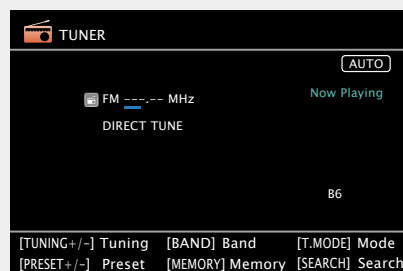 TUNER
AUTO
FM ___.-- MHz
Now Playing
DIRECT TUNE
B6
[TUNING+/-] Tuning [BAND] Band [T.MODE] Mode
[PRESET+/-] Preset [MEMORY] Memory [SEARCH] Search